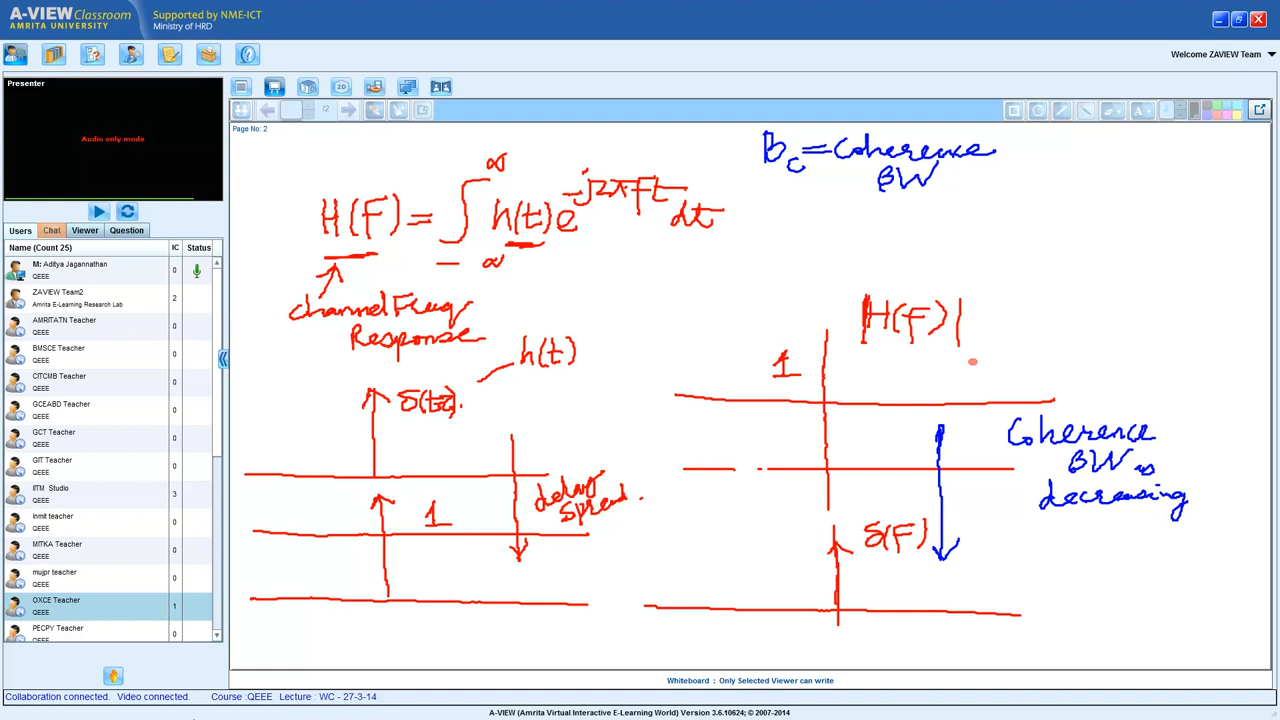 A-VIEW Classroom
AMRITA UNIVERSITY
Supported by NME-ICT
Ministry of HRD
Welcome ZAVIEW Team
Presenter
Audio only mode
Users Chat Viewer Question
Name (Count 25) IC Status
M: Aditya Jagannathan
QEEE 0
ZAVIEW Team2
Amrita E-Learning Research Lab 2
AMRITATN Teacher
QEEE 0
BMSCE Teacher
QEEE 0
CITCMB Teacher
QEEE 0
GCEABD Teacher
QEEE 0
GCT Teacher
QEEE 0
GIT Teacher
QEEE 0
IITM Studio
QEEE 3
Inmit teacher
QEEE 0
MITKA Teacher
QEEE 0
mujpr teacher
QEEE 0
OXCE Teacher
QEEE 1
PECPY Teacher
QEEE 0
/2
2D
A
2
Page No: 2
Bc = Coherence
BW
H(F) = ∫ h(t) e^-j2πFt dt
∞
- ∞
Channel Freq
Response
h(t)
1
delay
spread.
|H(F)|
1
Coherence
BW is
decreasing
δ(F)
Whiteboard : Only Selected Viewer can write
Collaboration connected. Video connected. Course :QEEE Lecture : WC - 27-3-14
A-VIEW (Amrita Virtual Interactive E-Learning World) Version 3.6.10624; © 2007-2014